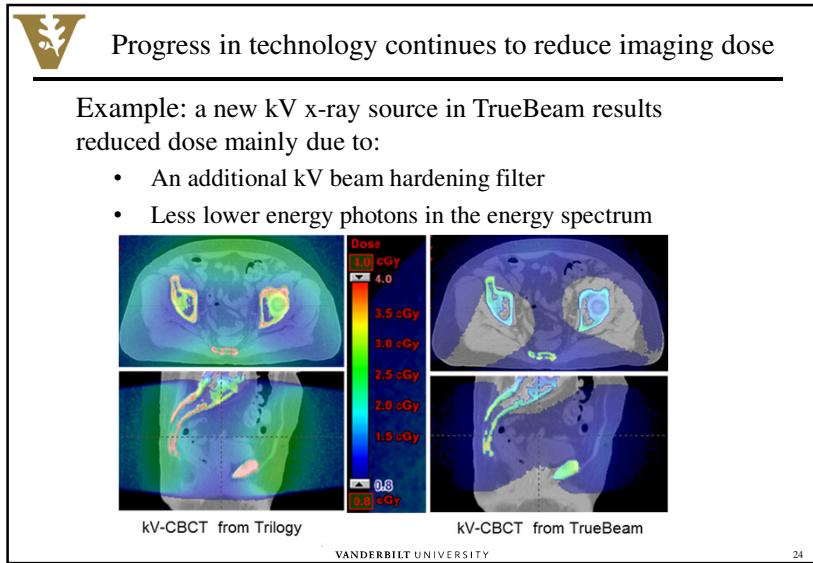 Progress in technology continues to reduce imaging dose
Example: a new kV x-ray source in TrueBeam results
reduced dose mainly due to:
• An additional kV beam hardening filter
• Less lower energy photons in the energy spectrum
Dose
4.0 cGy
4.0
3.5 cGy
3.0 cGy
2.5 cGy
2.0 cGy
1.5 cGy
0.8
0.8 cGy
kV-CBCT from Trilogy
kV-CBCT from TrueBeam
VANDERBILT UNIVERSITY
24